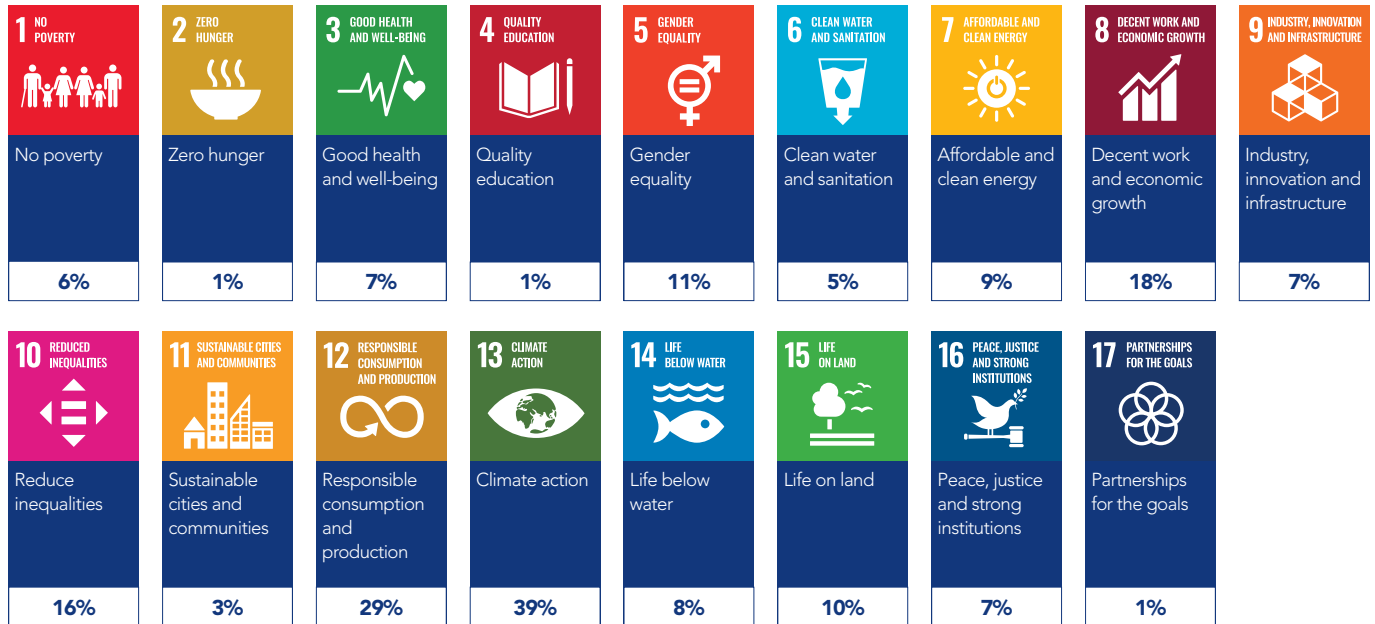 1 NO
POVERTY
No poverty
6%
2 ZERO
HUNGER
Zero hunger
1%
3 GOOD HEALTH
AND WELL-BEING
Good health
and well-being
7%
4 QUALITY
EDUCATION
Quality
education
1%
5 GENDER
EQUALITY
Gender
equality
11%
6 CLEAN WATER
AND SANITATION
Clean water
and sanitation
5%
7 AFFORDABLE AND
CLEAN ENERGY
Affordable and
clean energy
9%
8 DECENT WORK AND
ECONOMIC GROWTH
Decent work
and economic
growth
18%
9 INDUSTRY, INNOVATION
AND INFRASTRUCTURE
Industry,
innovation and
infrastructure
7%
10 REDUCED
INEQUALITIES
Reduce
inequalities
16%
11 SUSTAINABLE CITIES
AND COMMUNITIES
Sustainable
cities and
communities
3%
12 RESPONSIBLE
CONSUMPTION
AND PRODUCTION
Responsible
consumption
and
production
29%
13 CLIMATE
ACTION
Climate action
39%
14 LIFE
BELOW WATER
Life below
water
8%
15 LIFE
ON LAND
Life on land
10%
16 PEACE, JUSTICE
AND STRONG
INSTITUTIONS
Peace, justice
and strong
institutions
7%
17 PARTNERSHIPS
FOR THE GOALS
Partnerships
for the goals
1%